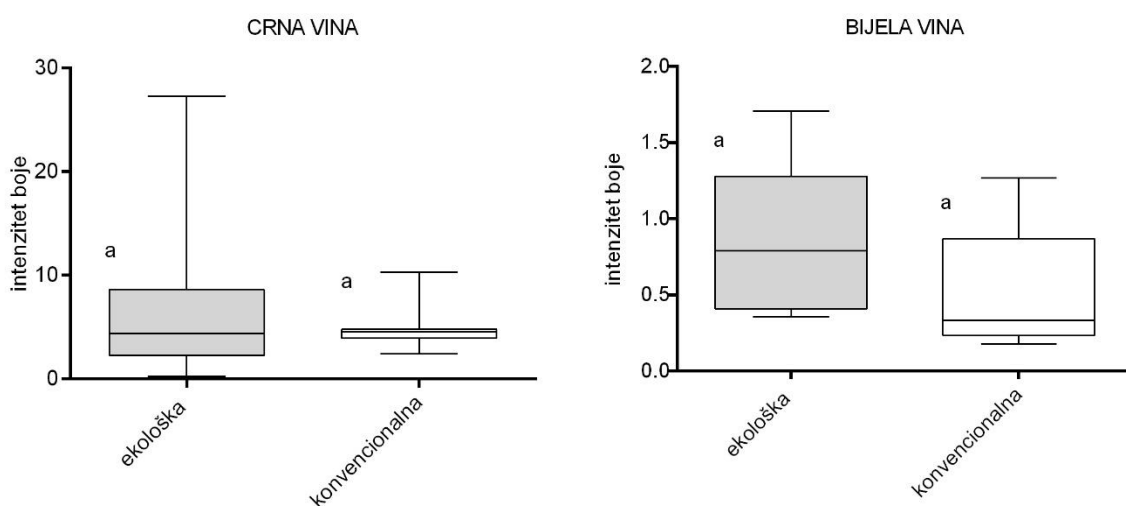 CRNA VINA
intenzitet boje
30
20
10
0
a
a
ekološka
konvencionalna
BIJELA VINA
intenzitet boje
2.0
1.5
1.0
0.5
0.0
a
a
ekološka
konvencionalna